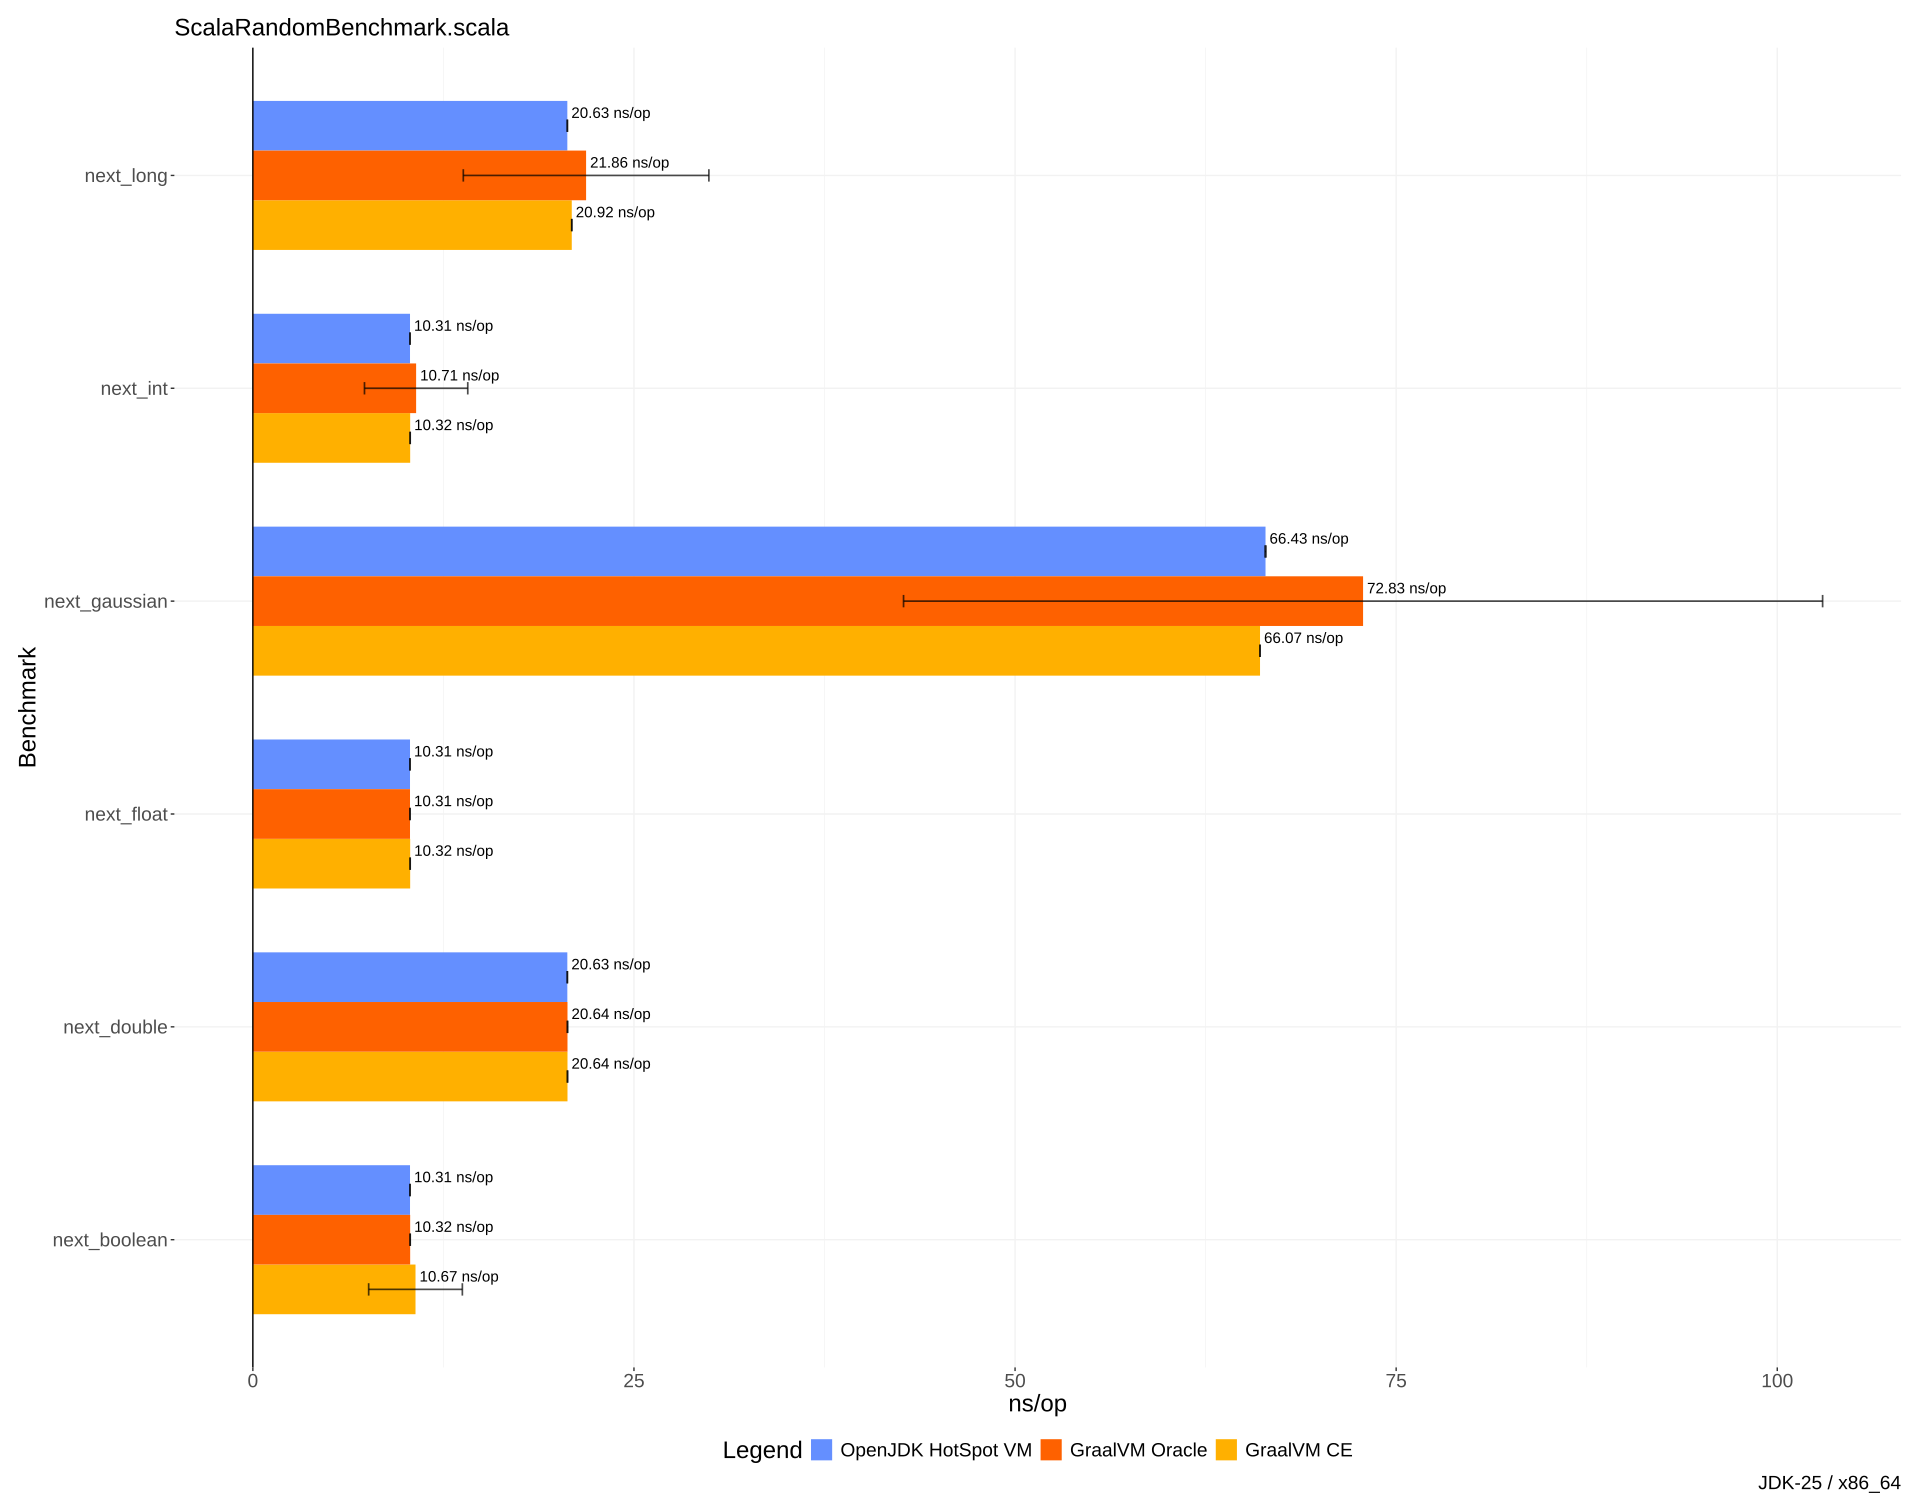 ScalaRandomBenchmark.scala
next_long
20.63 ns/op
21.86 ns/op
20.92 ns/op
next_int
10.31 ns/op
10.71 ns/op
10.32 ns/op
next_gaussian
66.43 ns/op
72.83 ns/op
66.07 ns/op
next_float
10.31 ns/op
10.31 ns/op
10.32 ns/op
next_double
20.63 ns/op
20.64 ns/op
20.64 ns/op
next_boolean
10.31 ns/op
10.32 ns/op
10.67 ns/op
Benchmark
0 25 50 75 100
ns/op
Legend OpenJDK HotSpot VM GraalVM Oracle GraalVM CE
JDK-25 / x86_64